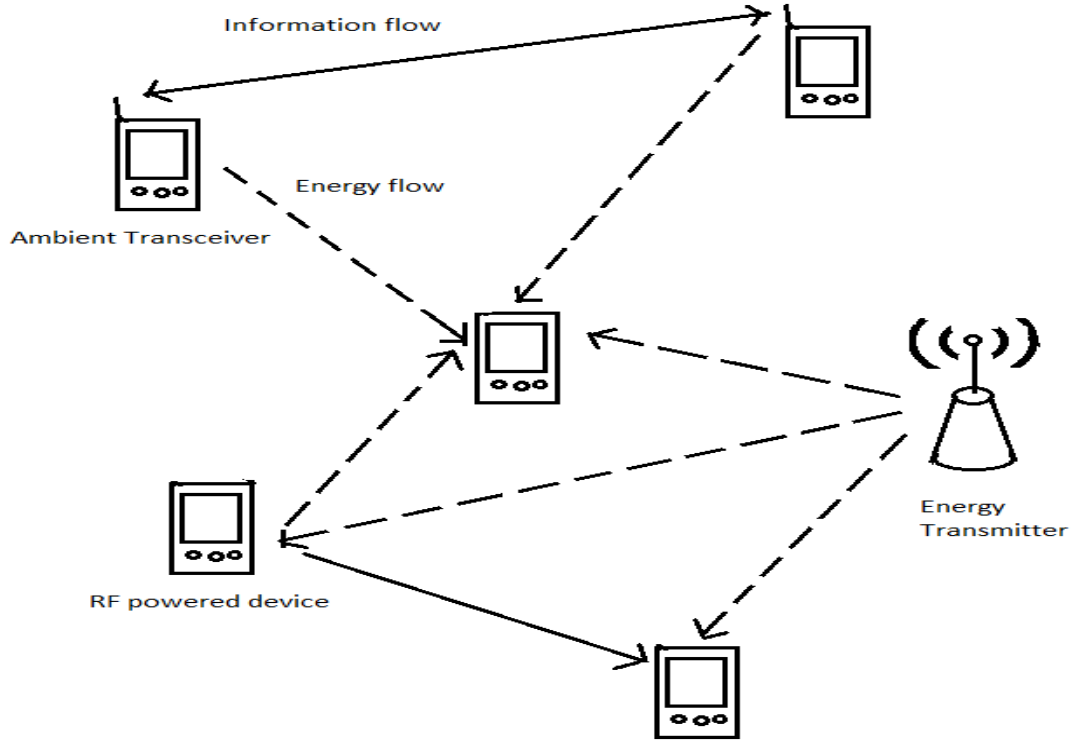 Information flow
Energy flow
Ambient Transceiver
Energy
Transmitter
RF powered device